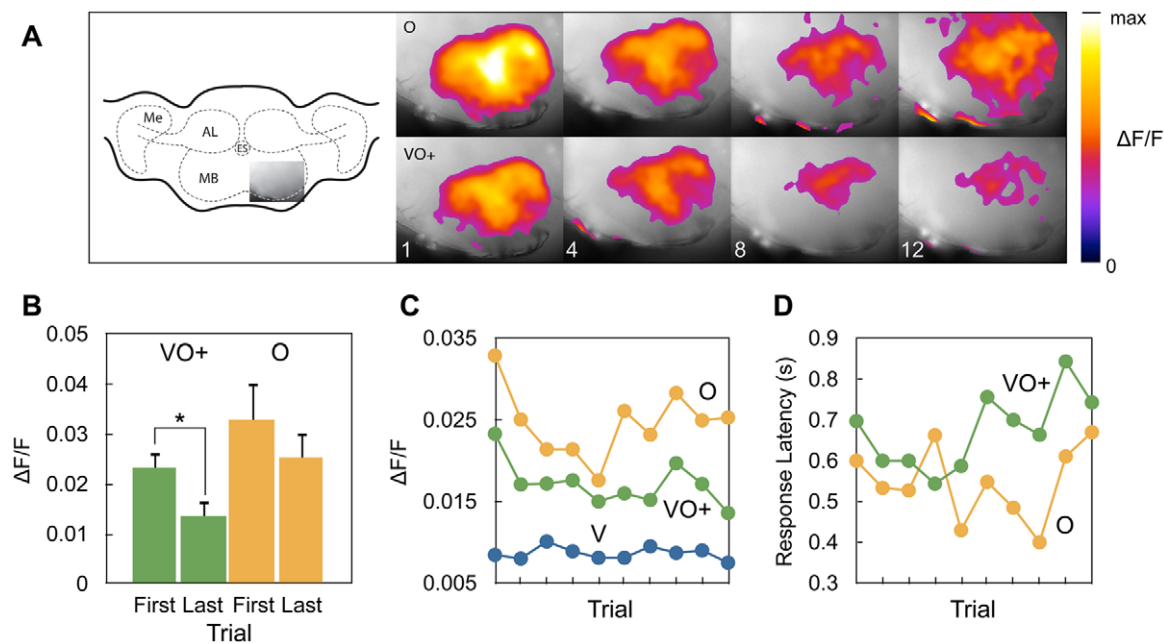 A
Me
AL
ES
MB
O
VO+
1
4
8
12
max
ΔF/F
0
B
0.05
0.04
0.03
0.02
0.01
0
ΔF/F
VO+
O
*
First Last First Last
Trial
C
0.035
0.025
0.015
0.005
ΔF/F
O
VO+
V
Trial
D
0.9
0.8
0.7
0.6
0.5
0.4
0.3
Response Latency (s)
VO+
O
Trial